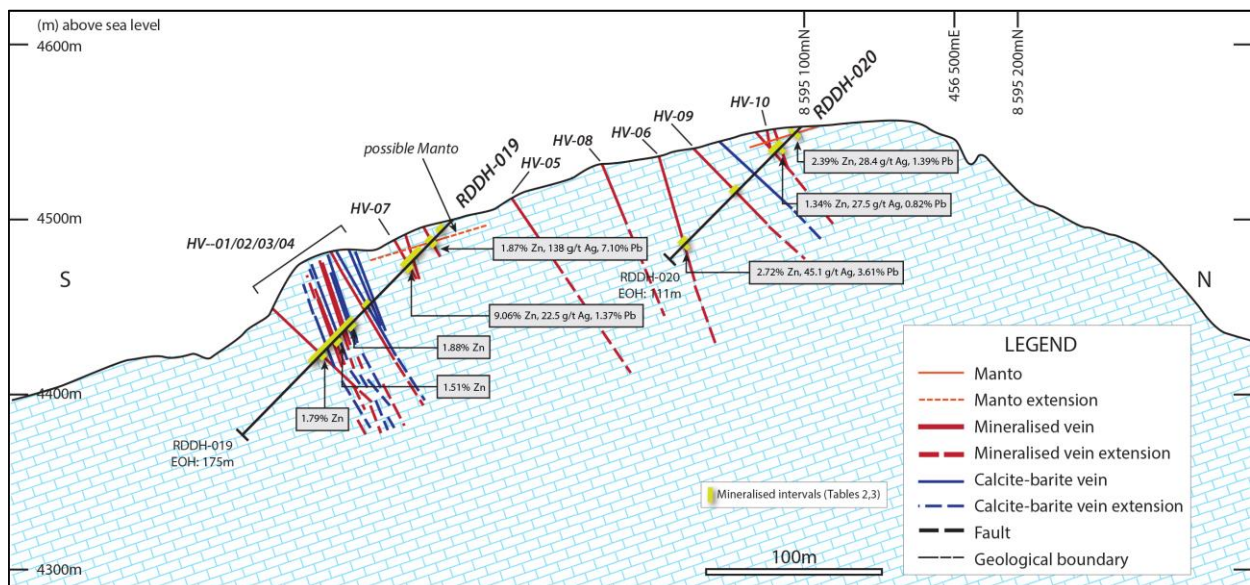 (m) above sea level
4600m
8 595 100mN
456 500mE
8 595 200mN
RDDH-020
HV-10
HV-09
HV-06
HV-08
HV-05
RDDH-019
possible Manto
HV-07
HV--01/02/03/04
4500m
2.39% Zn, 28.4 g/t Ag, 1.39% Pb
1.34% Zn, 27.5 g/t Ag, 0.82% Pb
1.87% Zn, 138 g/t Ag, 7.10% Pb
2.72% Zn, 45.1 g/t Ag, 3.61% Pb
RDDH-020
EOH: 111m
S
N
9.06% Zn, 22.5 g/t Ag, 1.37% Pb
1.88% Zn
1.51% Zn
1.79% Zn
4400m
RDDH-019
EOH: 175m
LEGEND
Manto
Manto extension
Mineralised vein
Mineralised vein extension
Calcite-barite vein
Calcite-barite vein extension
Fault
Geological boundary
Mineralised intervals (Tables 2,3)
100m
4300m